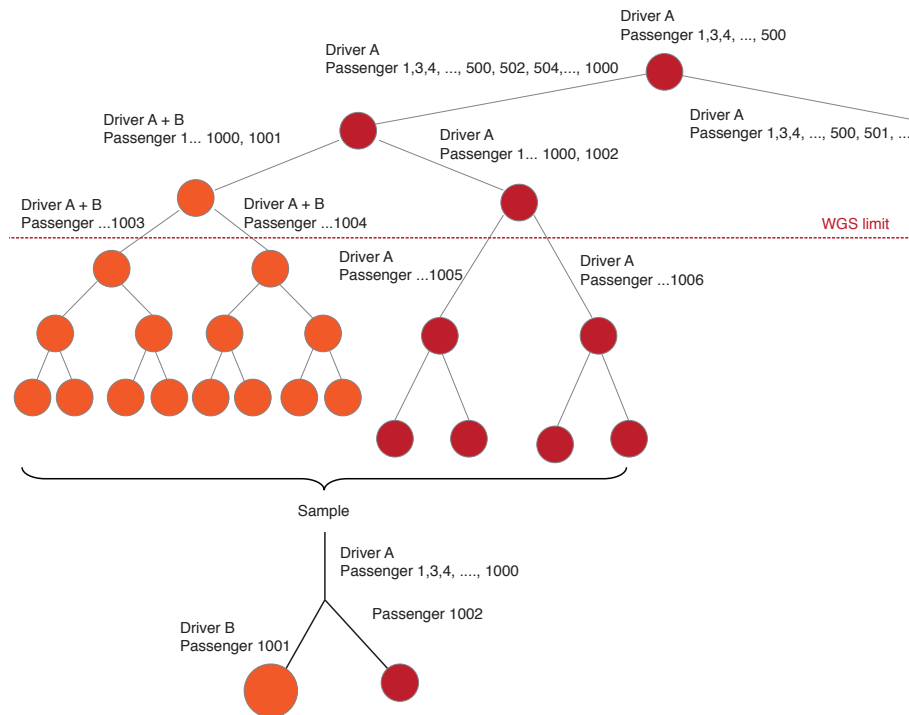 Driver A
Passenger 1,3,4, ..., 500
Driver A
Passenger 1,3,4, ..., 500, 502, 504,..., 1000
Driver A
Passenger 1,3,4, ..., 500, 501, ...
Driver A + B
Passenger 1... 1000, 1001
Driver A
Passenger 1... 1000, 1002
Driver A + B
Passenger ...1003
Driver A + B
Passenger ...1004
WGS limit
Driver A
Passenger ...1005
Driver A
Passenger ...1006
Sample
Driver A
Passenger 1,3,4, ...., 1000
Passenger 1002
Driver B
Passenger 1001